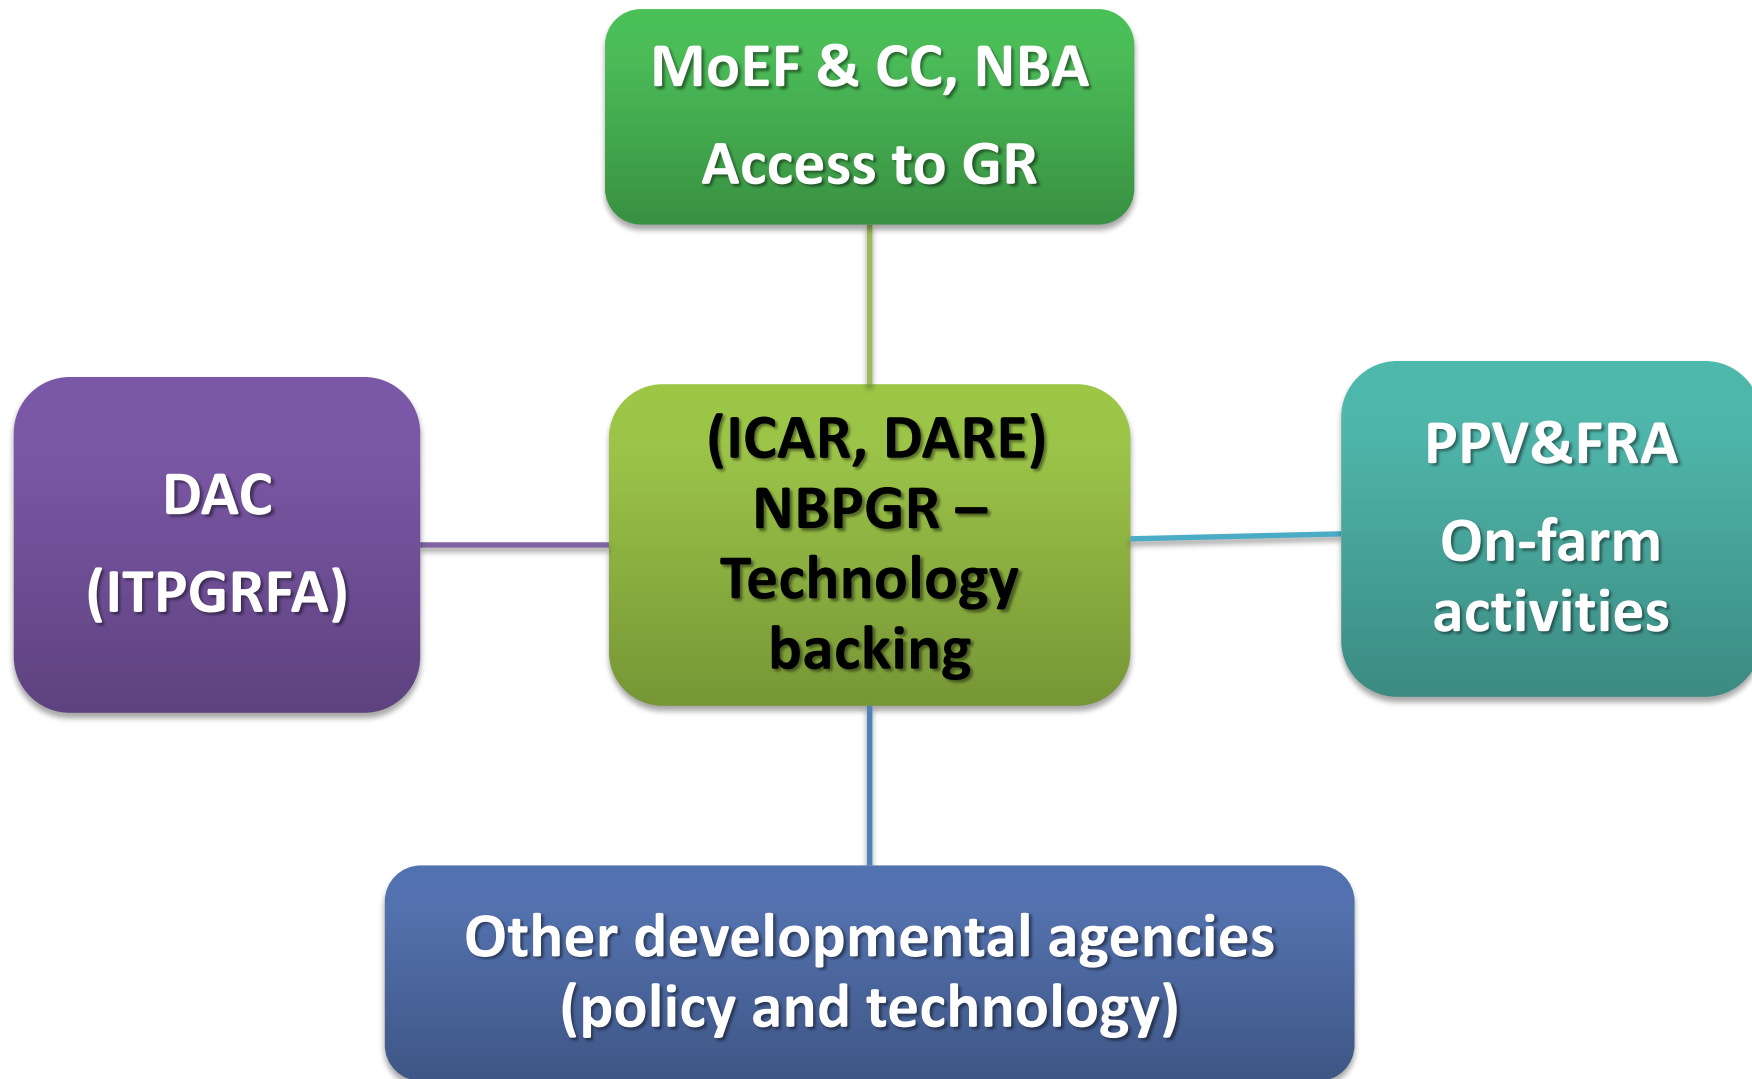 MoEF & CC, NBA
Access to GR
DAC
(ITPGRFA)
(ICAR, DARE)
NBPGR –
Technology
backing
PPV&FRA
On-farm
activities
Other developmental agencies
(policy and technology)